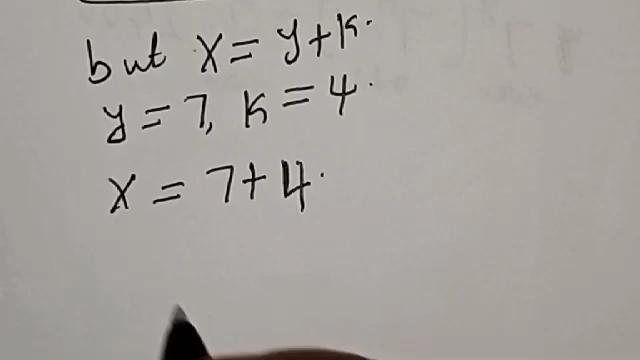 but x = y + k.
y = 7, k = 4.
x = 7 + 4.